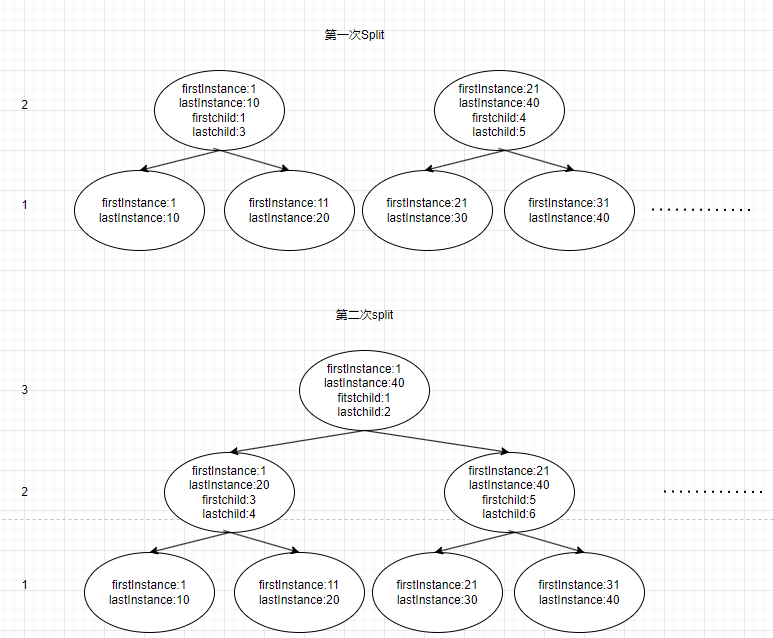 第一次Split
2
firstInstance:1
lastInstance:10
firstchild:1
lastchild:3
firstInstance:21
lastInstance:40
firstchild:4
lastchild:5
1
firstInstance:1
lastInstance:10
firstInstance:11
lastInstance:20
firstInstance:21
lastInstance:30
firstInstance:31
lastInstance:40
第二次split
3
firstInstance:1
lastInstance:40
fitstchild:1
lastchild:2
2
firstInstance:1
lastInstance:20
firstchild:3
lastchild:4
firstInstance:21
lastInstance:40
firstchild:5
lastchild:6
1
firstInstance:1
lastInstance:10
firstInstance:11
lastInstance:20
firstInstance:21
lastInstance:30
firstInstance:31
lastInstance:40